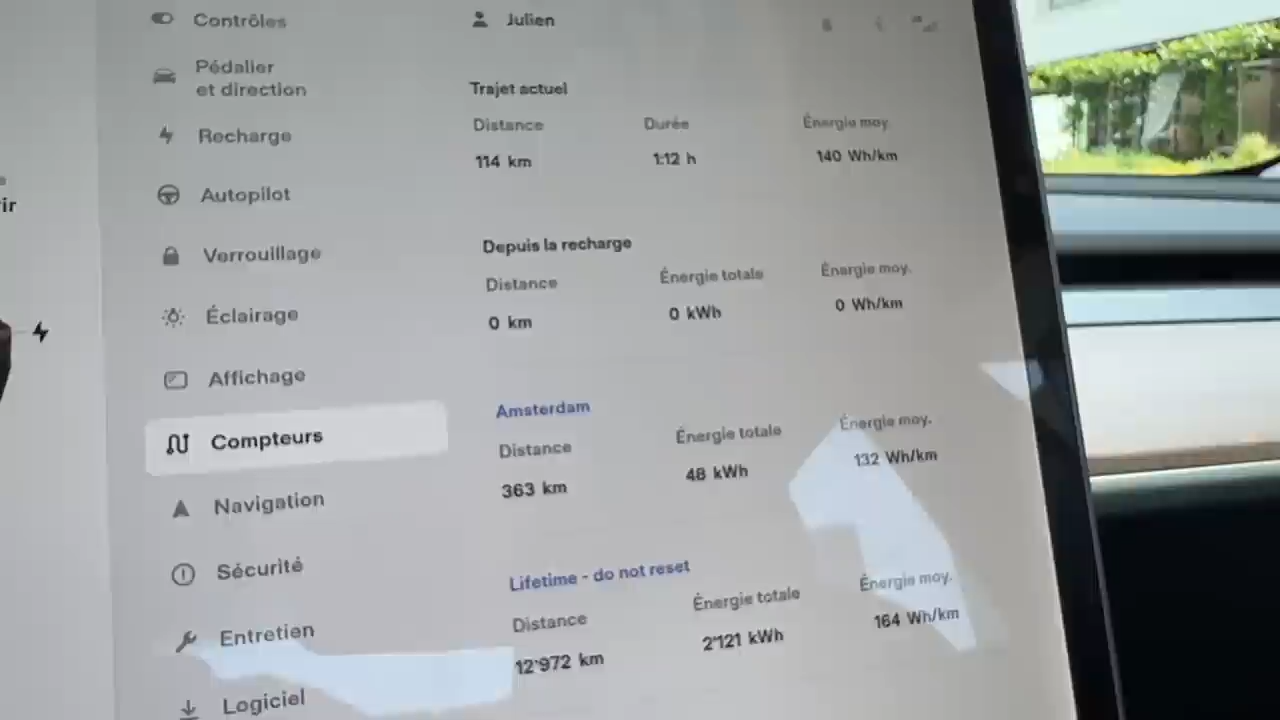 Contrôles
Pédalier
et direction
Recharge
Autopilot
Verrouillage
Éclairage
Affichage
Compteurs
Navigation
Sécurité
Entretien
Logiciel
ir
Julien
Trajet actuel
Distance Durée Énergie moy.
114 km 1:12 h 140 Wh/km
Depuis la recharge
Distance Énergie totale Énergie moy.
0 km 0 kWh 0 Wh/km
Amsterdam
Distance Énergie totale Énergie moy.
363 km 48 kWh 132 Wh/km
Lifetime - do not reset
Distance Énergie totale Énergie moy.
12'972 km 2'121 kWh 164 Wh/km